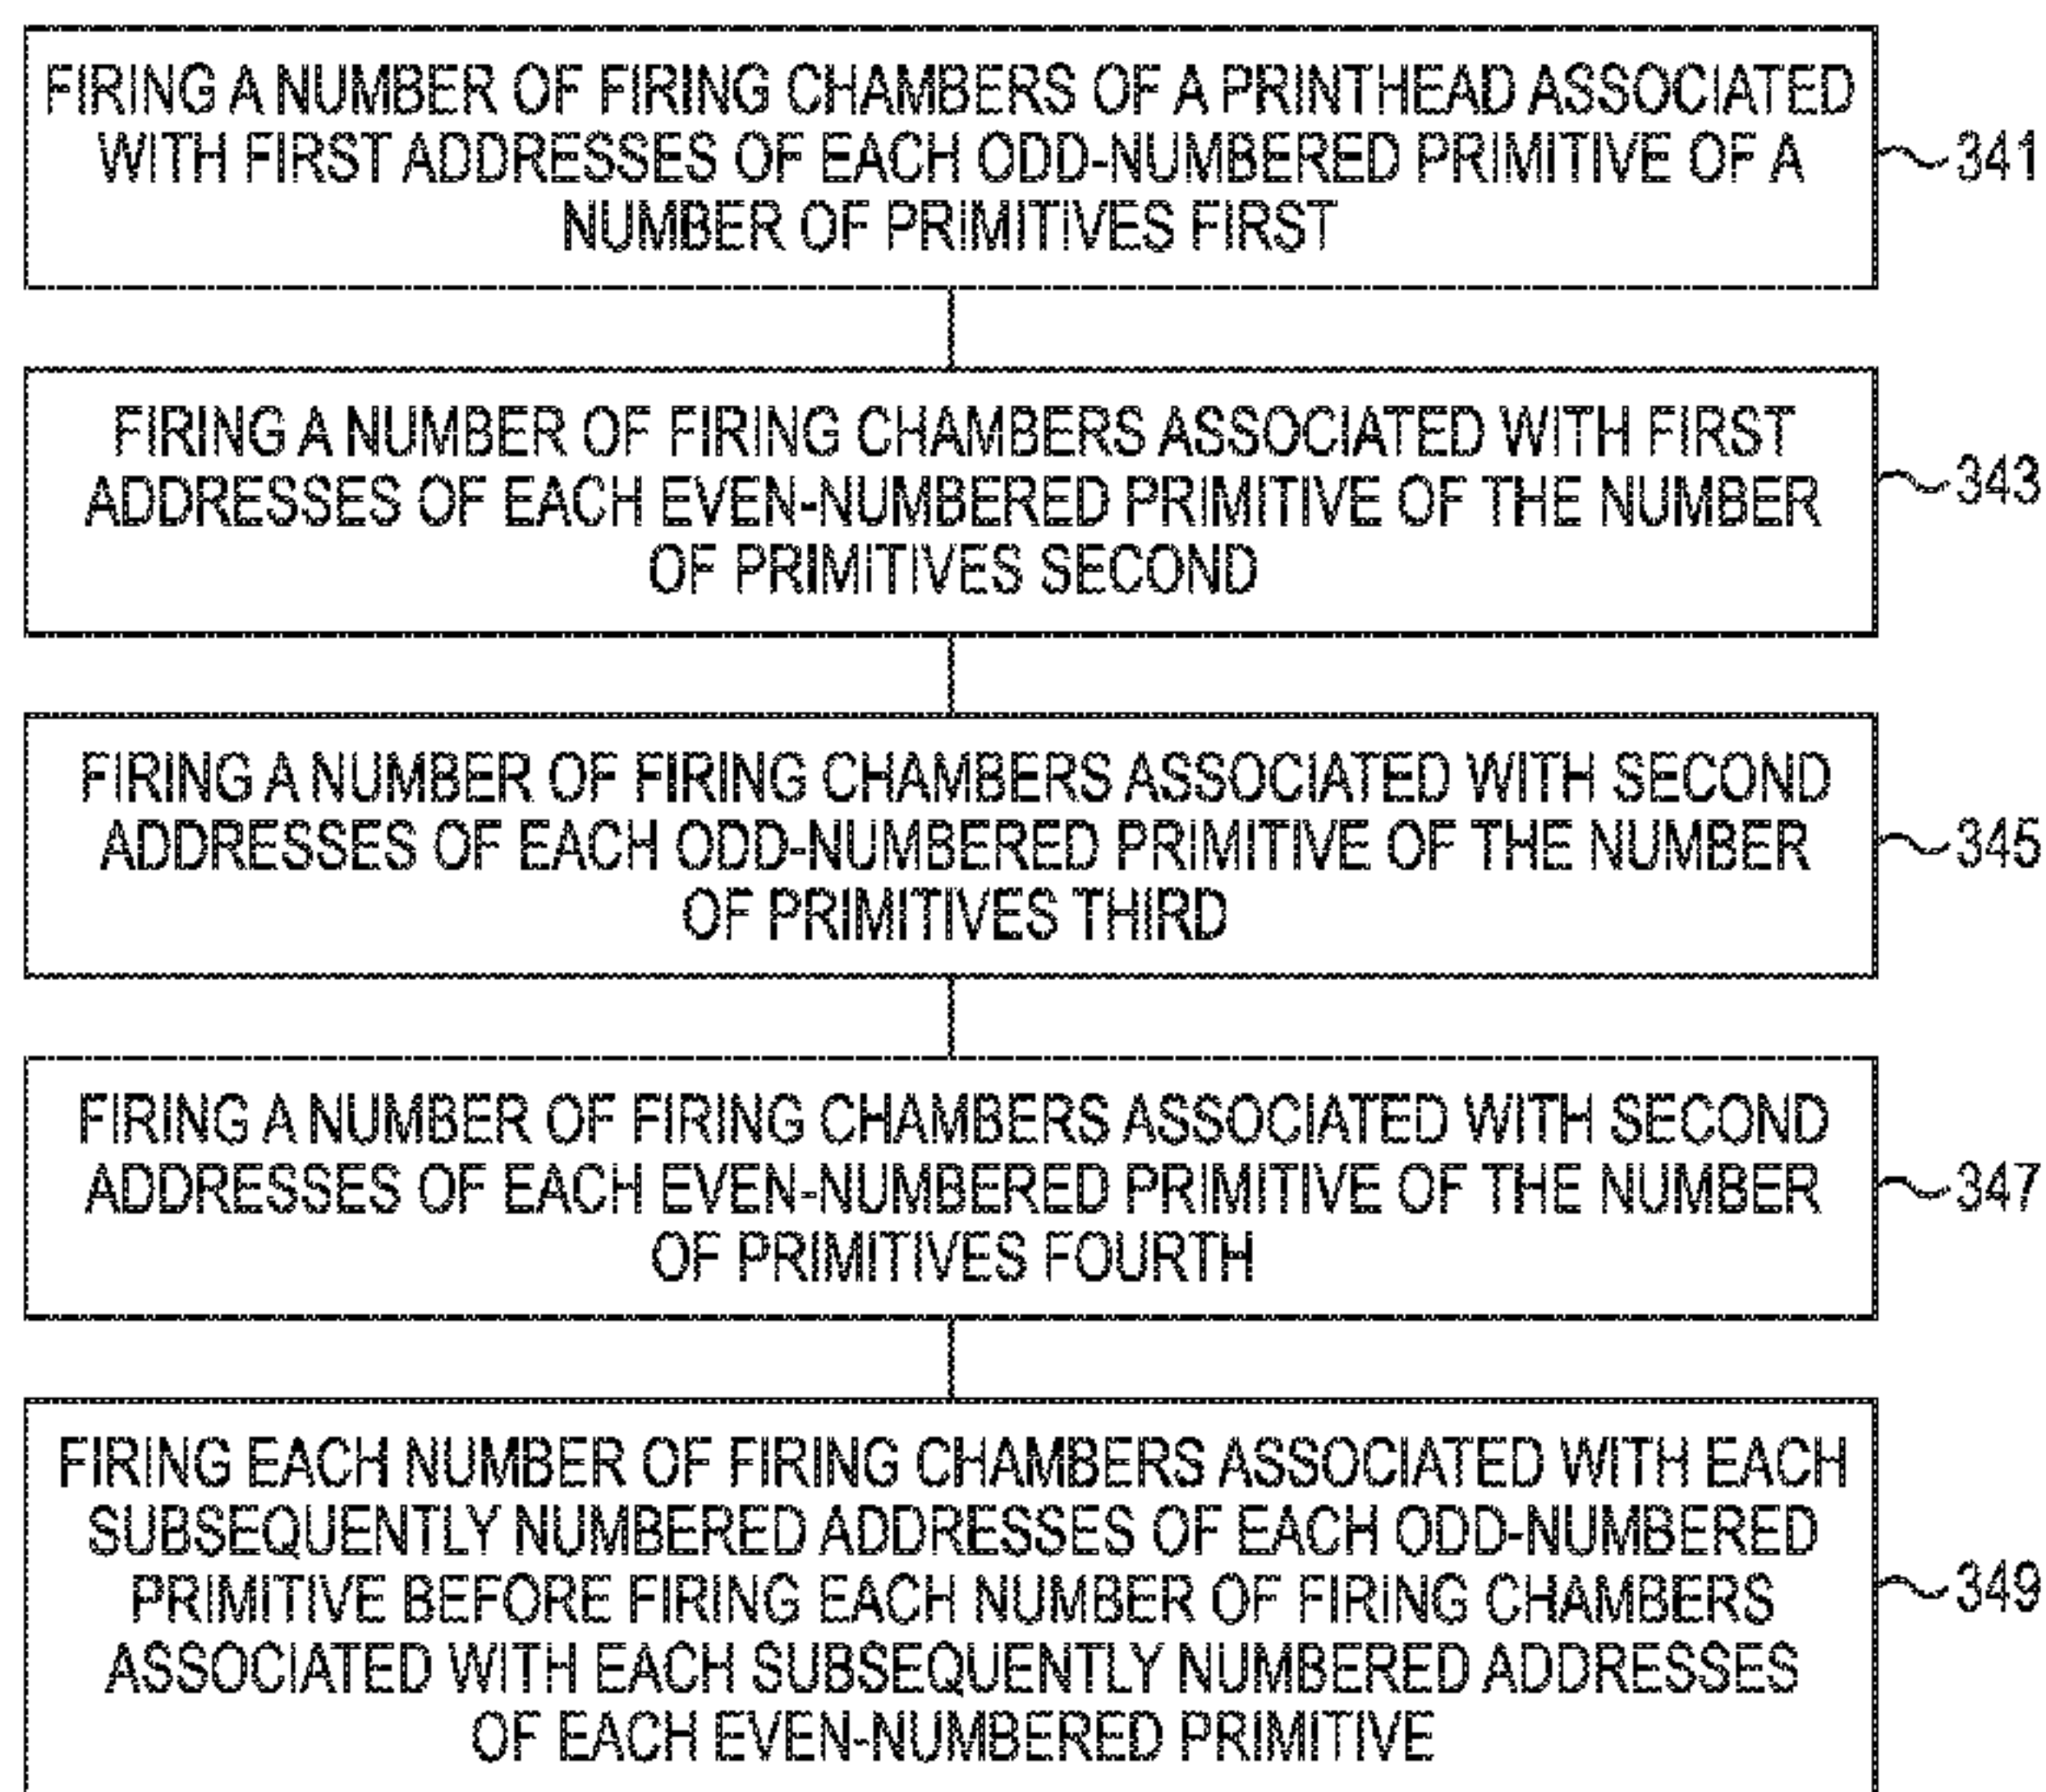 FIRING A NUMBER OF FIRING CHAMBERS OF A PRINTHEAD ASSOCIATED
WITH FIRST ADDRESSES OF EACH ODD-NUMBERED PRIMITIVE OF A
NUMBER OF PRIMITIVES FIRST
341
FIRING A NUMBER OF FIRING CHAMBERS ASSOCIATED WITH FIRST
ADDRESSES OF EACH EVEN-NUMBERED PRIMITIVE OF THE NUMBER
OF PRIMITIVES SECOND
343
FIRING A NUMBER OF FIRING CHAMBERS ASSOCIATED WITH SECOND
ADDRESSES OF EACH ODD-NUMBERED PRIMITIVE OF THE NUMBER
OF PRIMITIVES THIRD
345
FIRING A NUMBER OF FIRING CHAMBERS ASSOCIATED WITH SECOND
ADDRESSES OF EACH EVEN-NUMBERED PRIMITIVE OF THE NUMBER
OF PRIMITIVES FOURTH
347
FIRING EACH NUMBER OF FIRING CHAMBERS ASSOCIATED WITH EACH
SUBSEQUENTLY NUMBERED ADDRESSES OF EACH ODD-NUMBERED
PRIMITIVE BEFORE FIRING EACH NUMBER OF FIRING CHAMBERS
ASSOCIATED WITH EACH SUBSEQUENTLY NUMBERED ADDRESSES
OF EACH EVEN-NUMBERED PRIMITIVE
349